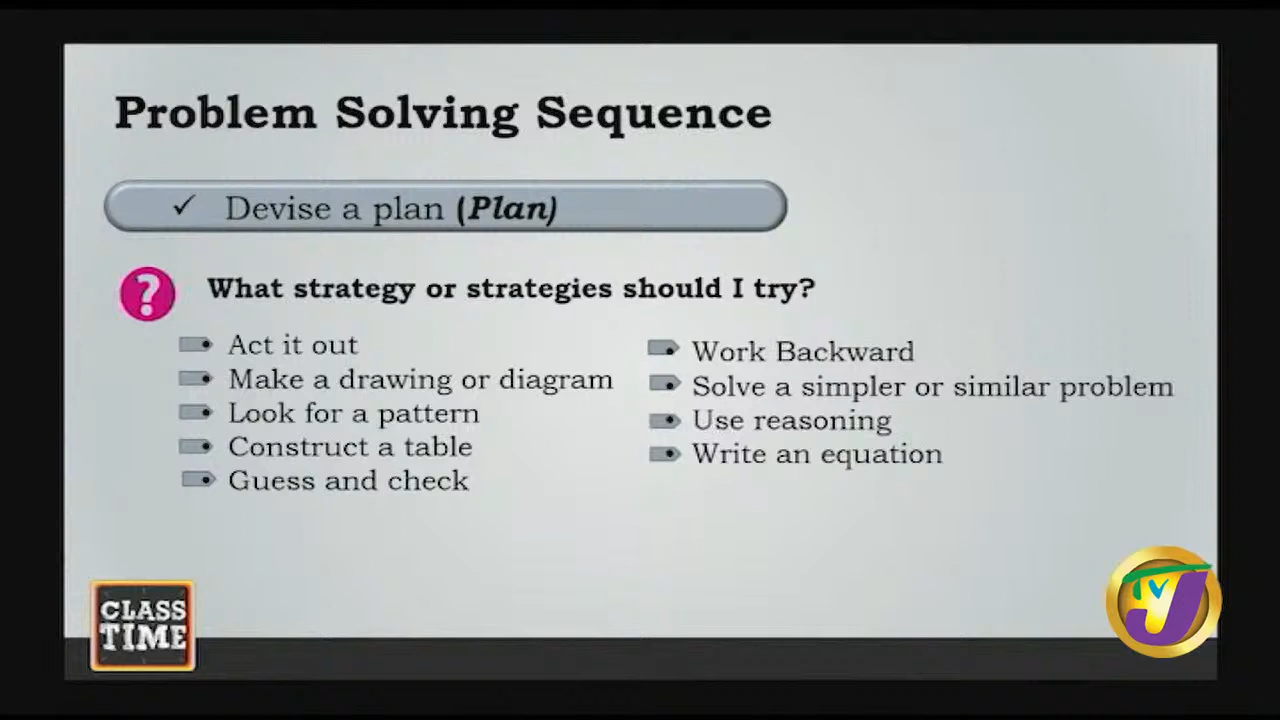 Problem Solving Sequence
✓ Devise a plan (Plan)
? What strategy or strategies should I try?
Act it out
Make a drawing or diagram
Look for a pattern
Construct a table
Guess and check
Work Backward
Solve a simpler or similar problem
Use reasoning
Write an equation
CLASS
TIME
TVJ